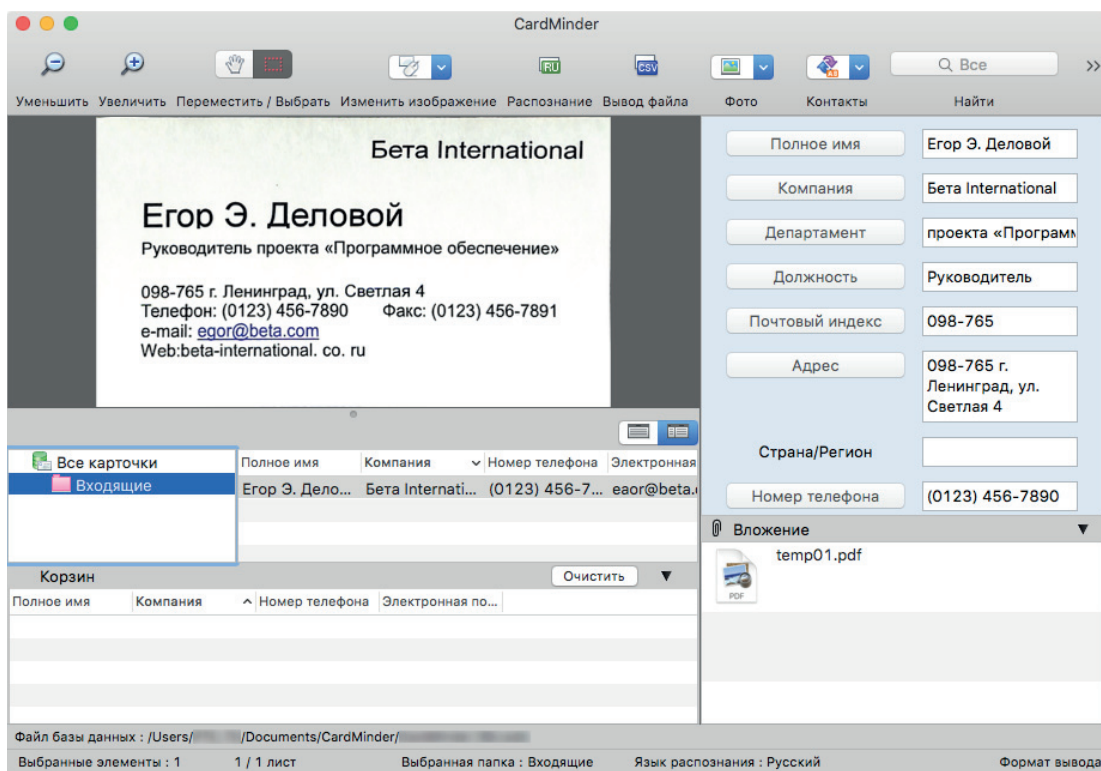 CardMinder
RU
CSV
Все
Уменьшить Увеличить Переместить / Выбрать Изменить изображение Распознание Вывод файла Фото Контакты Найти
Бета International
Егор Э. Деловой
Руководитель проекта «Программное обеспечение»
098-765 г. Ленинград, ул. Светлая 4
Телефон: (0123) 456-7890 Факс: (0123) 456-7891
e-mail: egor@beta.com
Web:beta-international. co. ru
Полное имя Егор Э. Деловой
Компания Бета International
Департамент проекта «Програмн
Должность Руководитель
Почтовый индекс 098-765
Адрес 098-765 г.
Ленинград, ул.
Светлая 4
Страна/Регион
Номер телефона (0123) 456-7890
Все карточки
Входящие
Полное имя Компания Номер телефона Электронная
Егор Э. Дело... Бета Internati... (0123) 456-7... eaor@beta.
Вложение
temp01.pdf
PDF
Корзин Очистить
Полное имя Компания Номер телефона Электронная по...
Файл базы данных : /Users/ /Documents/CardMinder/
Выбранные элементы : 1 1 / 1 лист Выбранная папка : Входящие Язык распознания : Русский Формат вывода